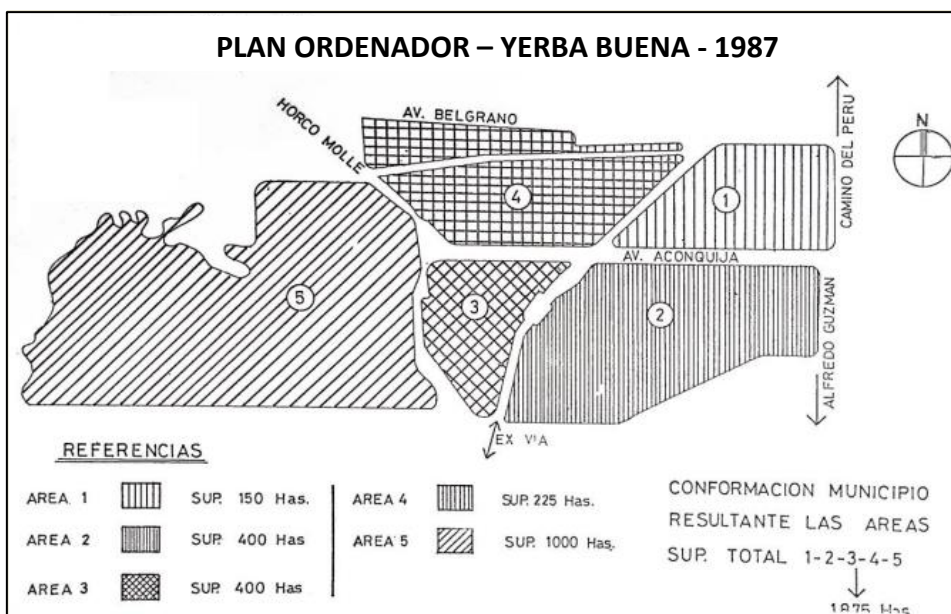 PLAN ORDENADOR – YERBA BUENA - 1987
HORCO MOLLE
AV. BELGRANO
CAMINO DEL PERU
N
4
1
AV. ACONQUIJA
5
3
2
ALFREDO GUZMAN
EX VIA
REFERENCIAS
AREA 1 SUP. 150 Has.
AREA 2 SUP. 400 Has
AREA 3 SUP. 400 Has
AREA 4 SUP. 225 Has.
AREA 5 SUP. 1000 Has.
CONFORMACION MUNICIPIO
RESULTANTE LAS AREAS
SUP. TOTAL 1-2-3-4-5
1875 Has.